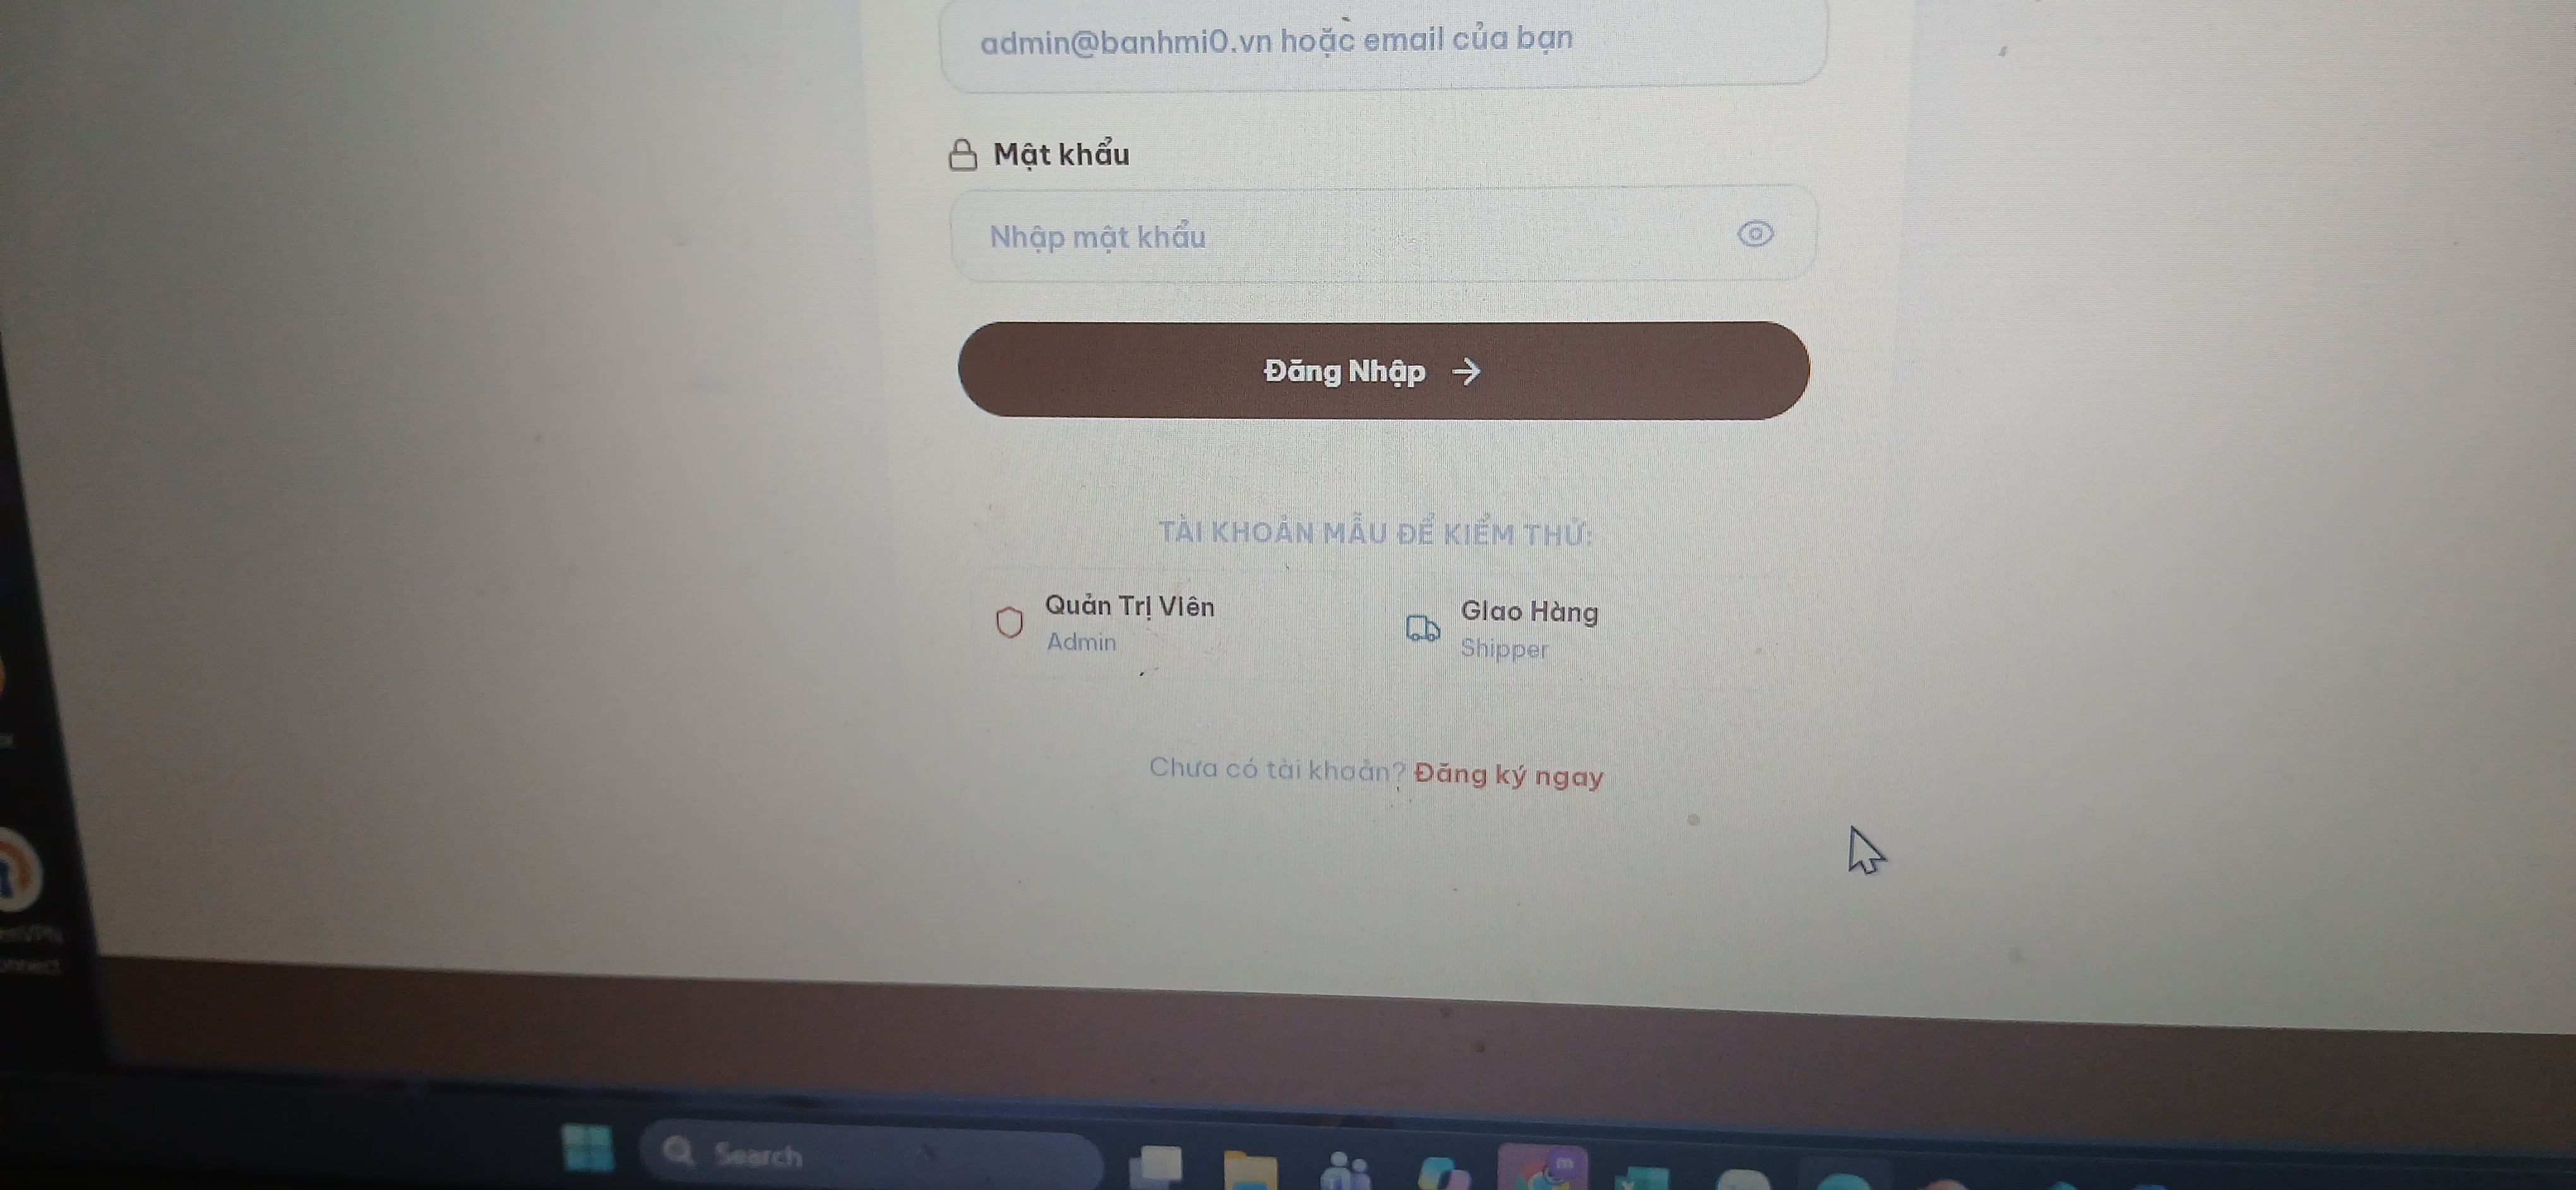 admin@banhmi0.vn hoặc email của bạn
Mật khẩu
Nhập mật khẩu
Đăng Nhập
TÀI KHOẢN MẪU ĐỂ KIỂM THỬ:
Quản Trị Viên
Admin
Giao Hàng
Shipper
Chưa có tài khoản? Đăng ký ngay
Search